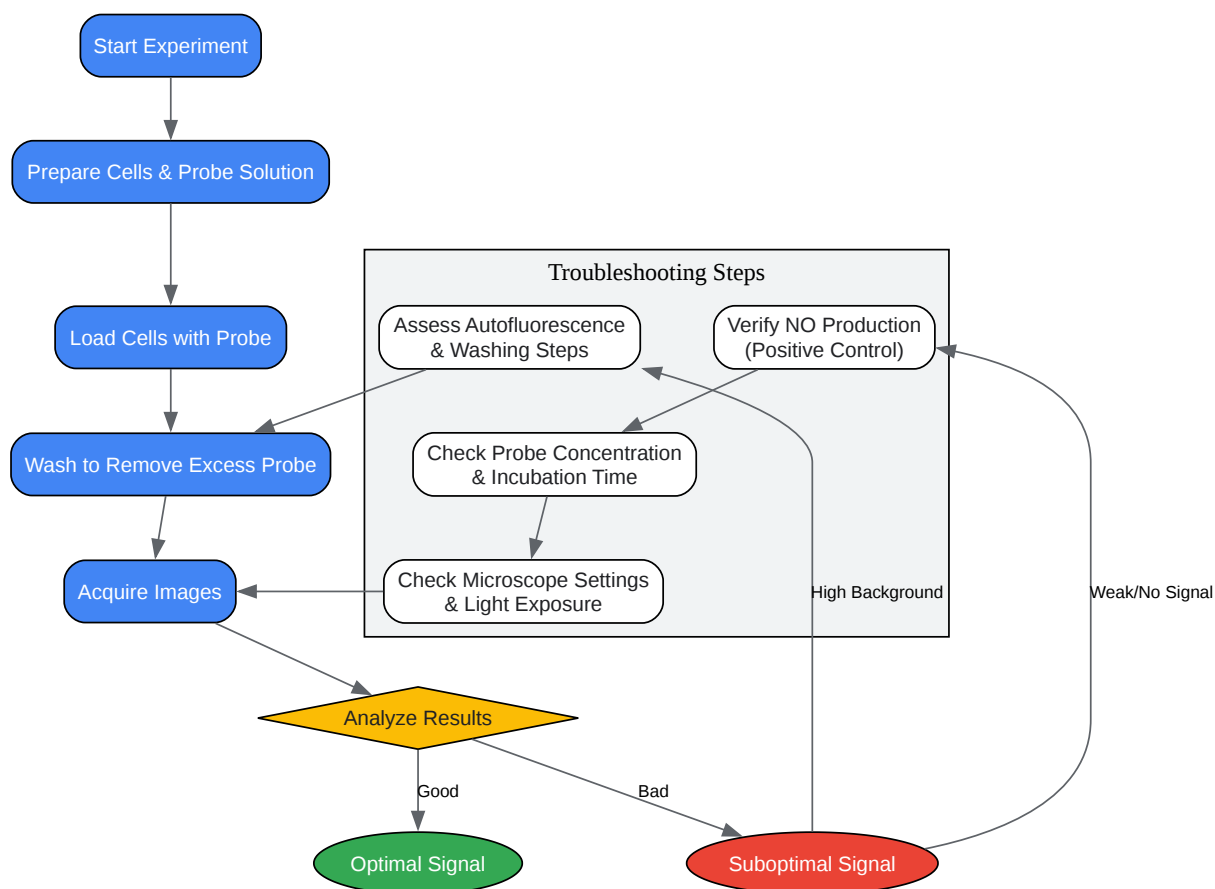 Start Experiment
Prepare Cells & Probe Solution
Troubleshooting Steps
Assess Autofluorescence
& Washing Steps
Verify NO Production
(Positive Control)
Load Cells with Probe
Check Probe Concentration
& Incubation Time
Wash to Remove Excess Probe
Check Microscope Settings
& Light Exposure
Acquire Images
High Background
Weak/No Signal
Analyze Results
Good
Bad
Optimal Signal
Suboptimal Signal